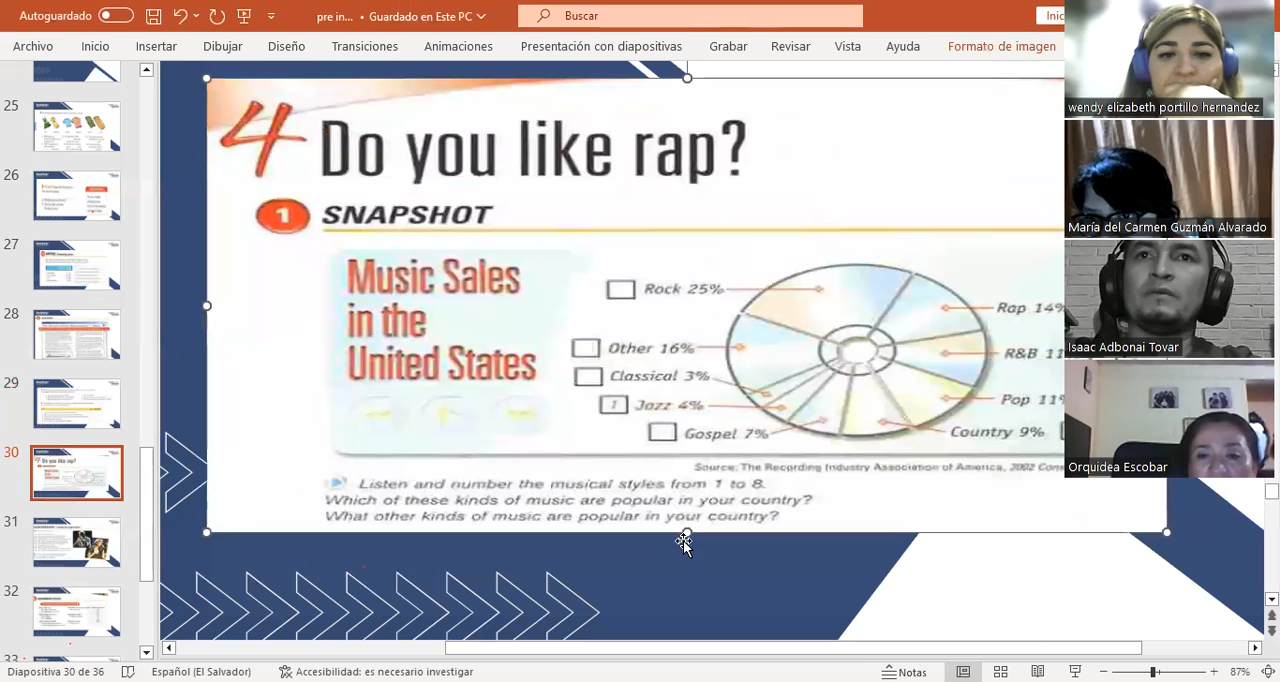 Autoguardado
pre in... • Guardado en Este PC
Buscar
Inic
Archivo Inicio Insertar Dibujar Diseño Transiciones Animaciones Presentación con diapositivas Grabar Revisar Vista Ayuda Formato de imagen
25
26
27
28
29
30
31
32
33
4 Do you like rap?
1 SNAPSHOT
Music Sales
in the
United States
Rock 25%
Other 16%
Classical 3%
1 Jazz 4%
Gospel 7%
Rap 14%
R&B 11
Pop 11%
Country 9%
Source: The Recording Industry Association of America, 2002 Con
Listen and number the musical styles from 1 to 8.
Which of these kinds of music are popular in your country?
What other kinds of music are popular in your country?
wendy elizabeth portillo hernandez
María del Carmen Guzmán Alvarado
Isaac Adbonai Tovar
Orquidea Escobar
Diapositiva 30 de 36
Español (El Salvador)
Accesibilidad: es necesario investigar
Notas
87%